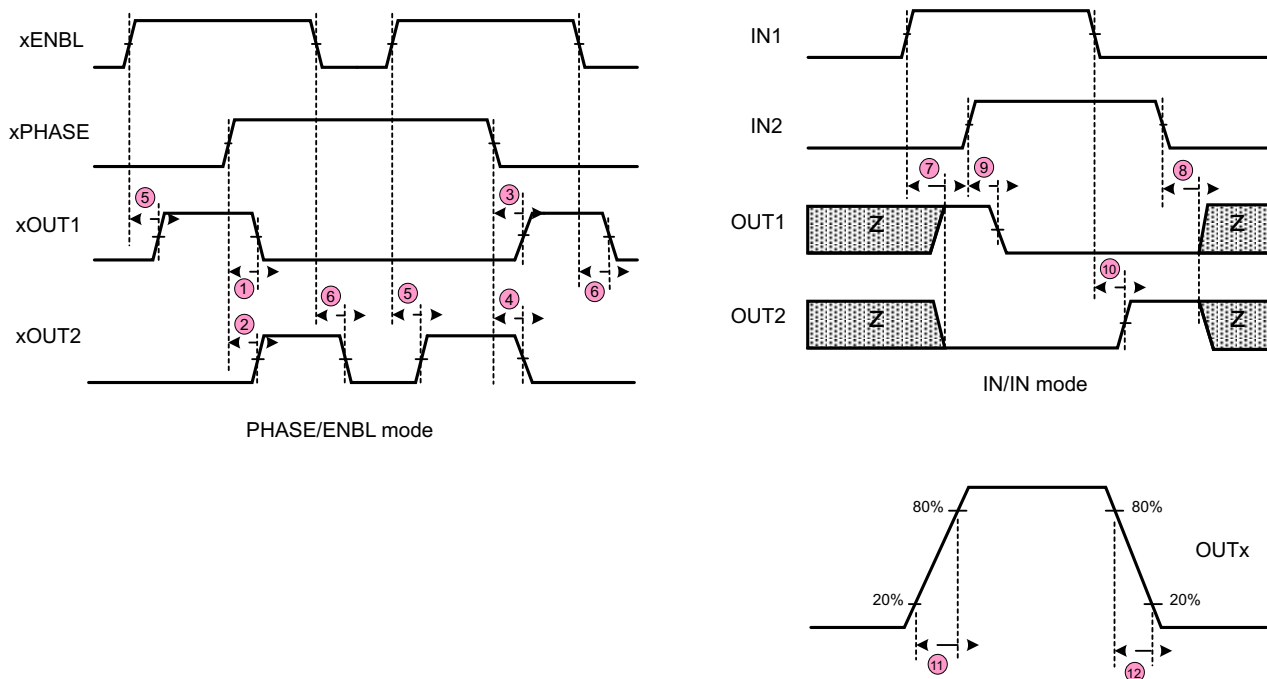 xENBL
xPHASE
5
3
xOUT1
1
6
5
4
6
2
xOUT2
PHASE/ENBL mode
IN1
IN2
7
9
8
OUT1
Z
Z
10
OUT2
Z
Z
IN/IN mode
80%
80%
OUTx
20%
20%
11
12